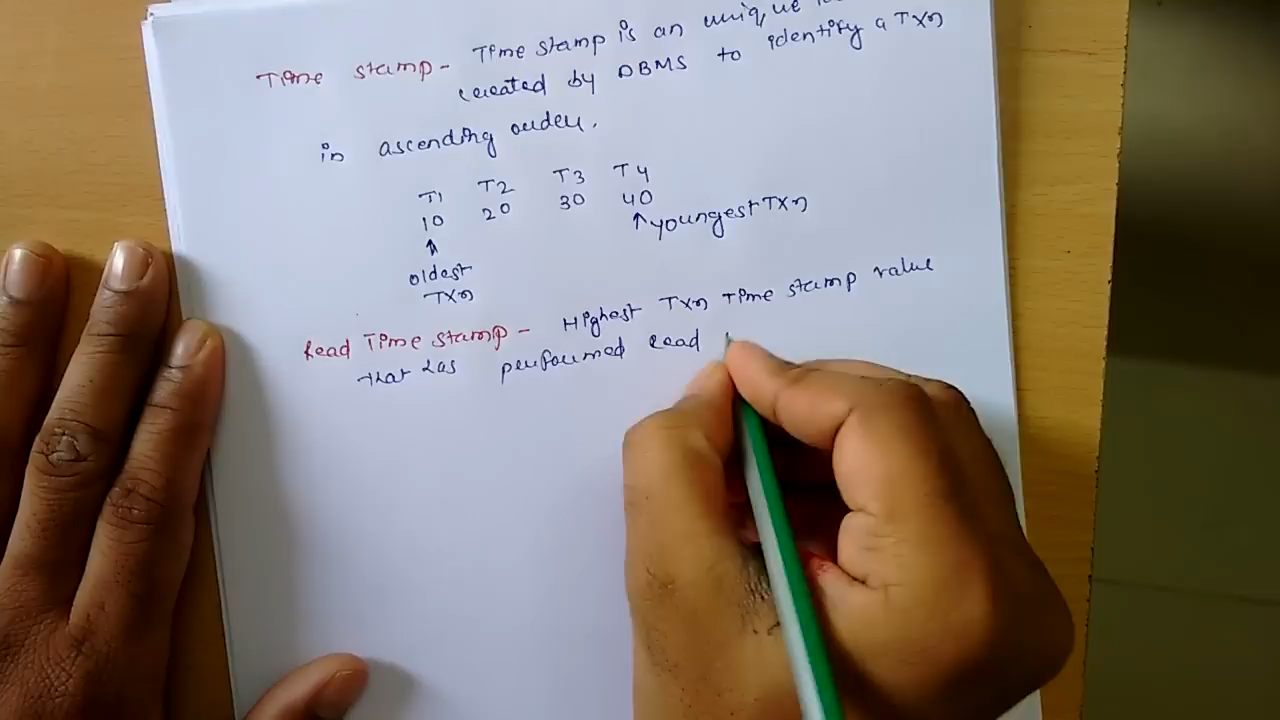 Time stamp - Time stamp is an unique
created by DBMS to identify a TXn
in ascending order.
T1 T2 T3 T4
10 20 30 40
↑ ↑ youngest TXn
oldest
TXn
Read Time stamp - Highest TXn Time stamp value
that has performed read